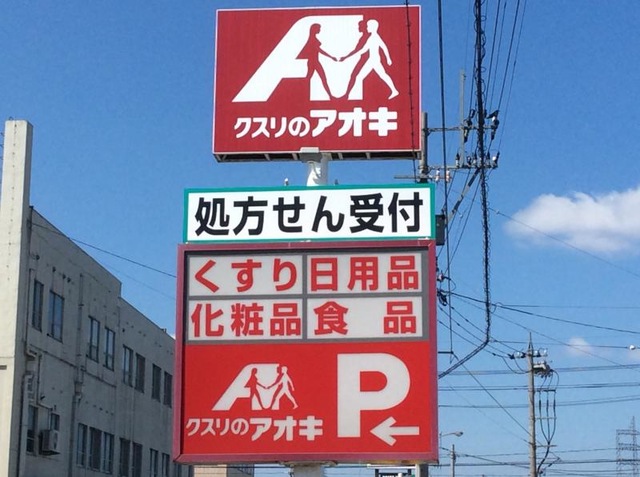 クスリのアオキ
処方せん受付
くすり 日用品
化粧品 食品
クスリのアオキ P←